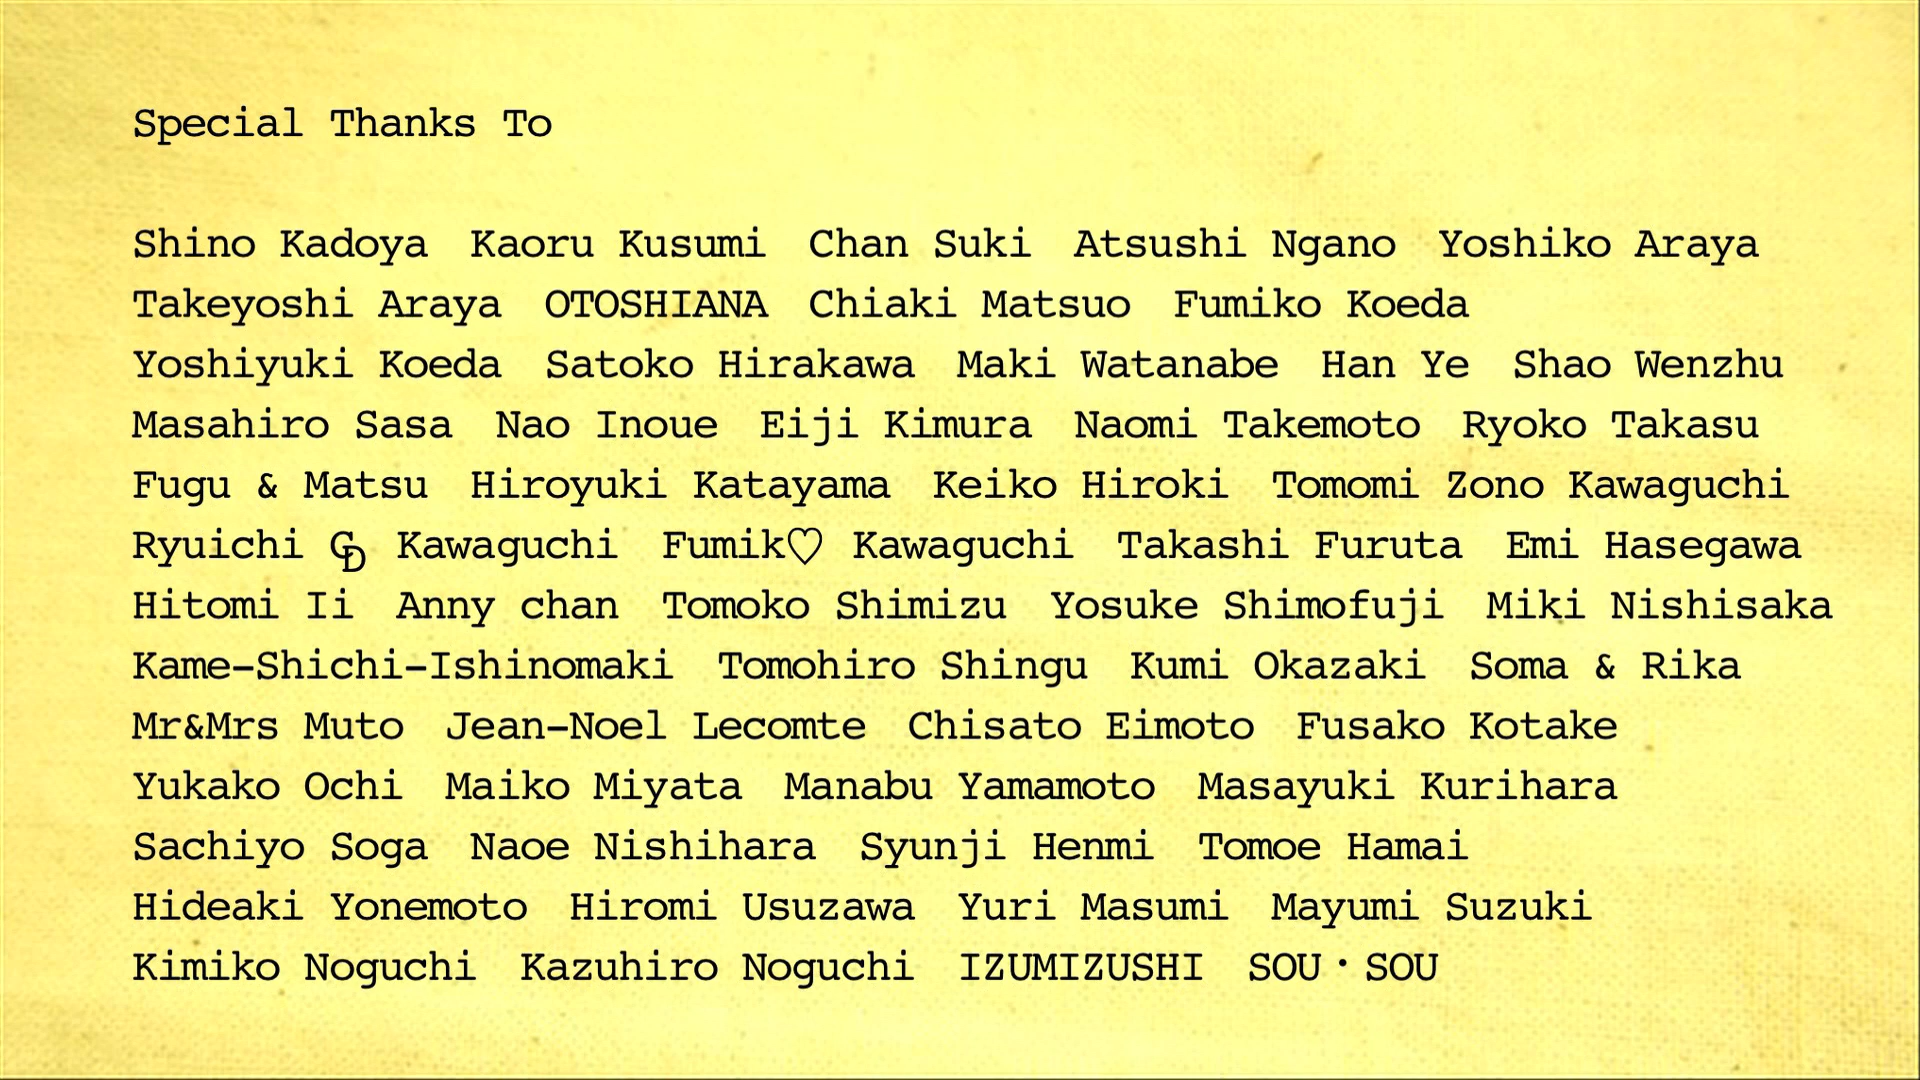 Special Thanks To
Shino Kadoya Kaoru Kusumi Chan Suki Atsushi Ngano Yoshiko Araya
Takeyoshi Araya OTOSHIANA Chiaki Matsuo Fumiko Koeda
Yoshiyuki Koeda Satoko Hirakawa Maki Watanabe Han Ye Shao Wenzhu
Masahiro Sasa Nao Inoue Eiji Kimura Naomi Takemoto Ryoko Takasu
Fugu & Matsu Hiroyuki Katayama Keiko Hiroki Tomomi Zono Kawaguchi
Ryuichi CD Kawaguchi Fumik♡ Kawaguchi Takashi Furuta Emi Hasegawa
Hitomi Ii Anny chan Tomoko Shimizu Yosuke Shimofuji Miki Nishisaka
Kame-Shichi-Ishinomaki Tomohiro Shingu Kumi Okazaki Soma & Rika
Mr&Mrs Muto Jean-Noel Lecomte Chisato Eimoto Fusako Kotake
Yukako Ochi Maiko Miyata Manabu Yamamoto Masayuki Kurihara
Sachiyo Soga Naoe Nishihara Syunji Henmi Tomoe Hamai
Hideaki Yonemoto Hiromi Usuzawa Yuri Masumi Mayumi Suzuki
Kimiko Noguchi Kazuhiro Noguchi IZUMIZUSHI SOU・SOU